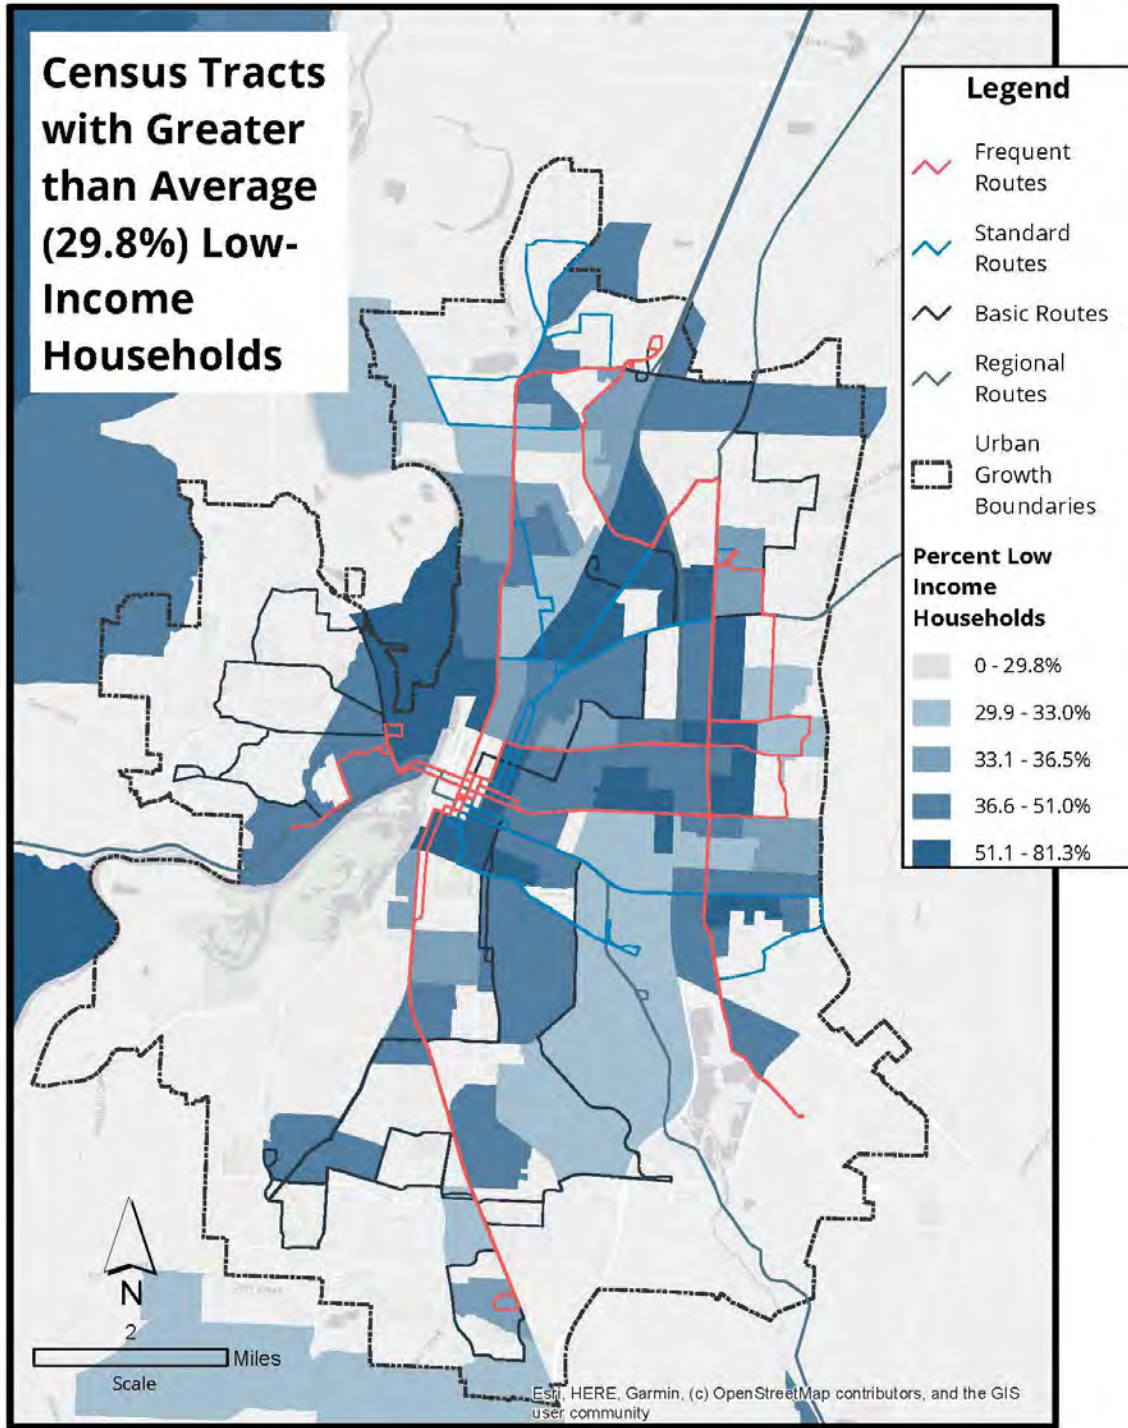 Census Tracts
with Greater
than Average
(29.8%) Low-
Income
Households
Legend
Frequent
Routes
Standard
Routes
Basic Routes
Regional
Routes
Urban
Growth
Boundaries
Percent Low
Income
Households
0 - 29.8%
29.9 - 33.0%
33.1 - 36.5%
36.6 - 51.0%
51.1 - 81.3%
N
2
Miles
Scale
Esri, HERE, Garmin, (c) OpenStreetMap contributors, and the GIS
user community